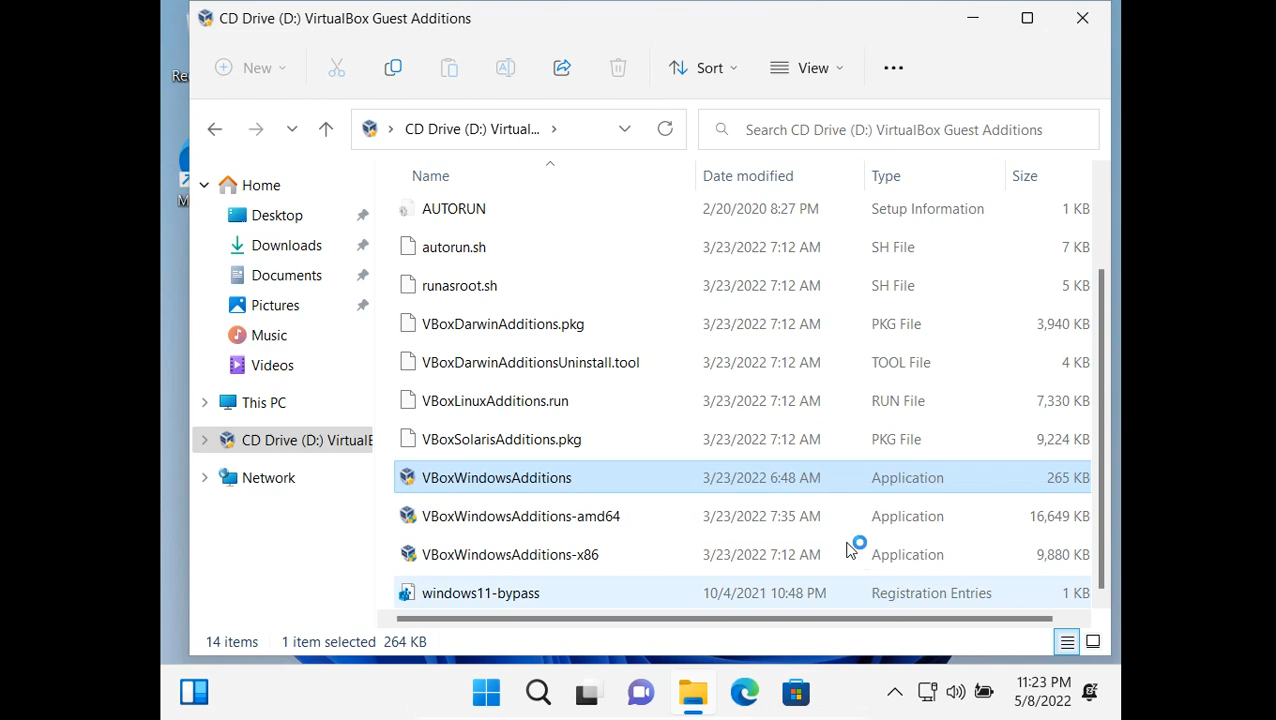 CD Drive (D:) VirtualBox Guest Additions
New
Sort
View
CD Drive (D:) Virtual...
Search CD Drive (D:) VirtualBox Guest Additions
Home
Desktop
Downloads
Documents
Pictures
Music
Videos
This PC
CD Drive (D:) VirtualB
Network
Name Date modified Type Size
AUTORUN 2/20/2020 8:27 PM Setup Information 1 KB
autorun.sh 3/23/2022 7:12 AM SH File 7 KB
runasroot.sh 3/23/2022 7:12 AM SH File 5 KB
VBoxDarwinAdditions.pkg 3/23/2022 7:12 AM PKG File 3,940 KB
VBoxDarwinAdditionsUninstall.tool 3/23/2022 7:12 AM TOOL File 4 KB
VBoxLinuxAdditions.run 3/23/2022 7:12 AM RUN File 7,330 KB
VBoxSolarisAdditions.pkg 3/23/2022 7:12 AM PKG File 9,224 KB
VBoxWindowsAdditions 3/23/2022 6:48 AM Application 265 KB
VBoxWindowsAdditions-amd64 3/23/2022 7:35 AM Application 16,649 KB
VBoxWindowsAdditions-x86 3/23/2022 7:12 AM Application 9,880 KB
windows11-bypass 10/4/2021 10:48 PM Registration Entries 1 KB
14 items 1 item selected 264 KB
11:23 PM
5/8/2022